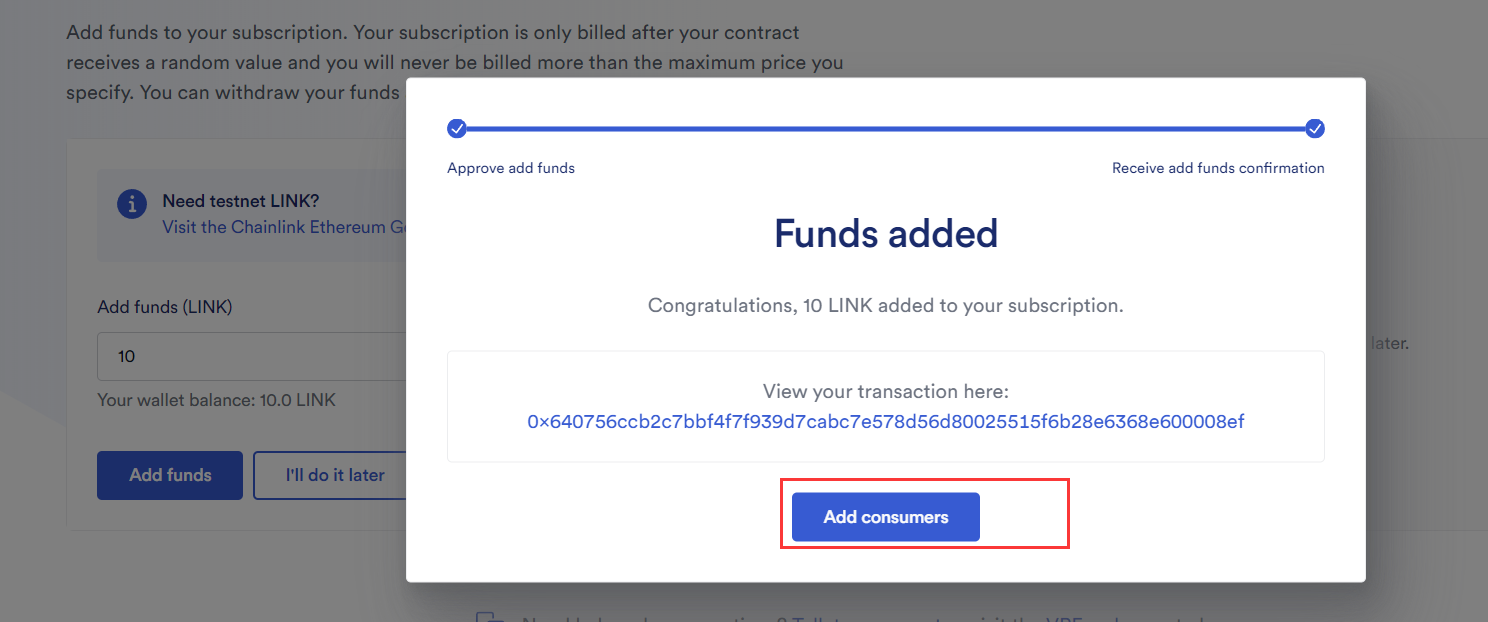 Add funds to your subscription. Your subscription is only billed after your contract
receives a random value and you will never be billed more than the maximum price you
specify. You can withdraw your funds
Approve add funds
Receive add funds confirmation
Need testnet LINK?
Visit the Chainlink Ethereum
Funds added
Congratulations, 10 LINK added to your subscription.
Add funds (LINK)
10
later.
Your wallet balance: 10.0 LINK
View your transaction here:
0x640756ccb2c7bbf4f7f939d7cabc7e578d56d80025515f6b28e6368e600008ef
Add funds
I'll do it later
Add consumers